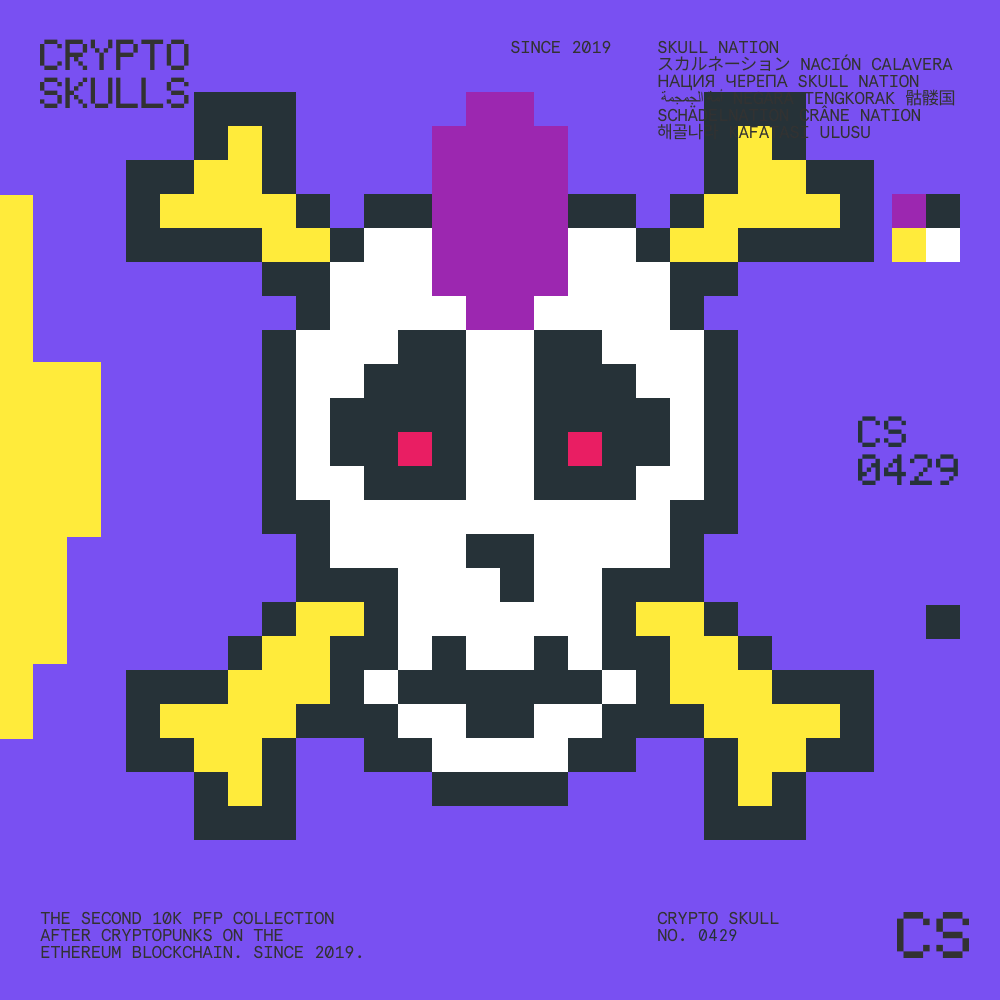 CRYPTO
SKULLS
SINCE 2019
SKULL NATION
スカルネーション NACIÓN CALAVERA
НАЦИЯ ЧЕРЕПА SKULL NATION
TENGKORAK 骷髅国
CRÂNE NATION
해골 ULUSU
CS
0429
THE SECOND 10K PFP COLLECTION
AFTER CRYPTOPUNKS ON THE
ETHEREUM BLOCKCHAIN. SINCE 2019.
CRYPTO SKULL
NO. 0429
CS